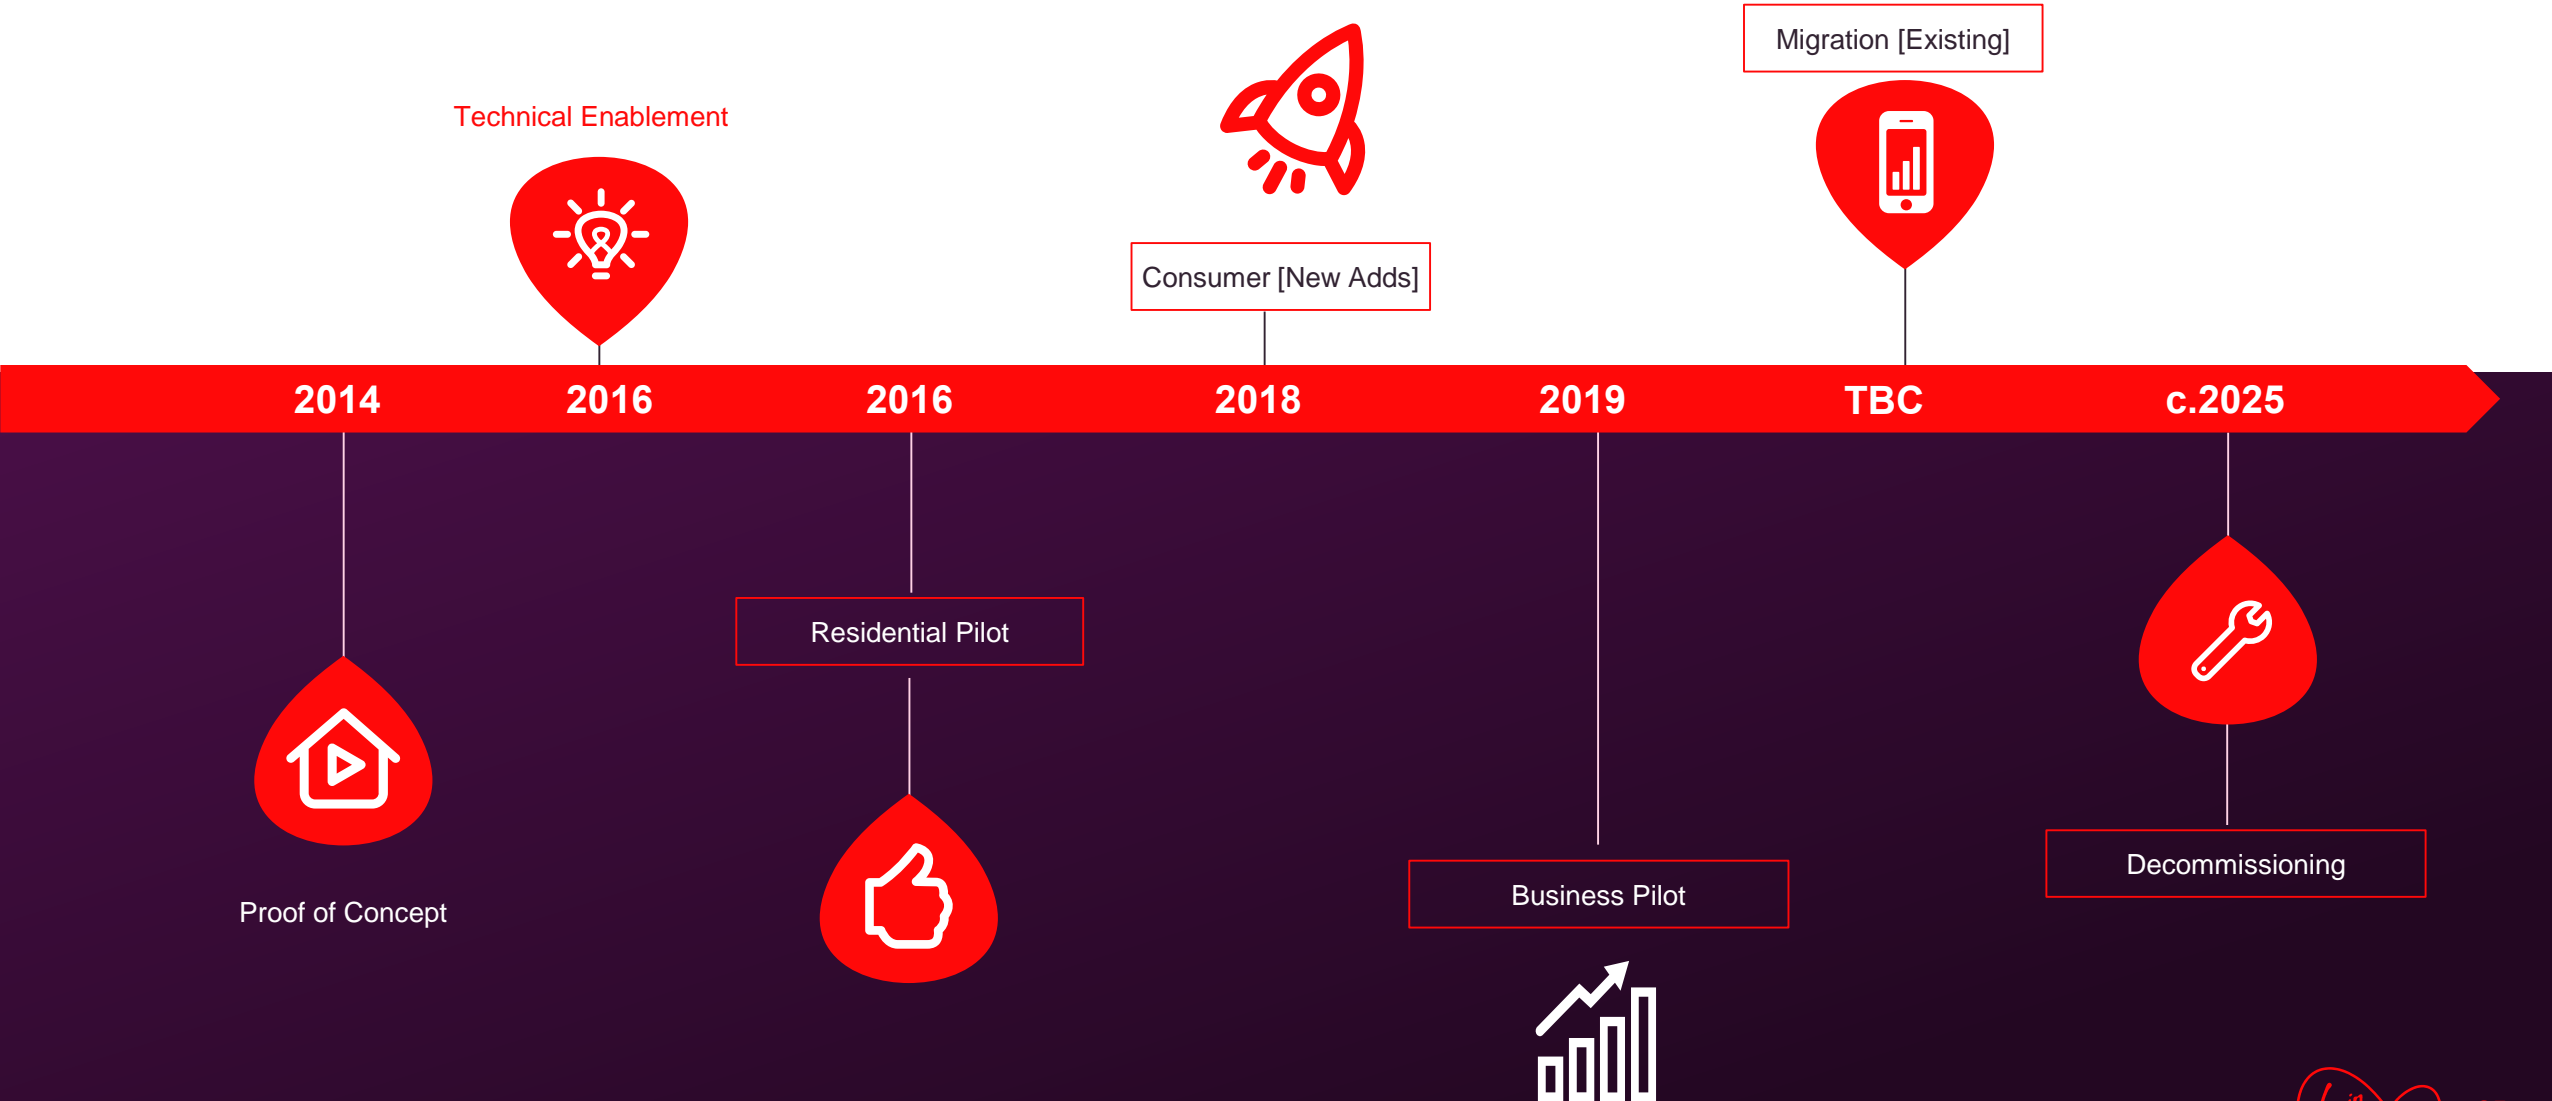 Migration [Existing]
Technical Enablement
Consumer [New Adds]
2014 2016 2016 2018 2019 TBC c.2025
Residential Pilot
Decommissioning
Business Pilot
Proof of Concept